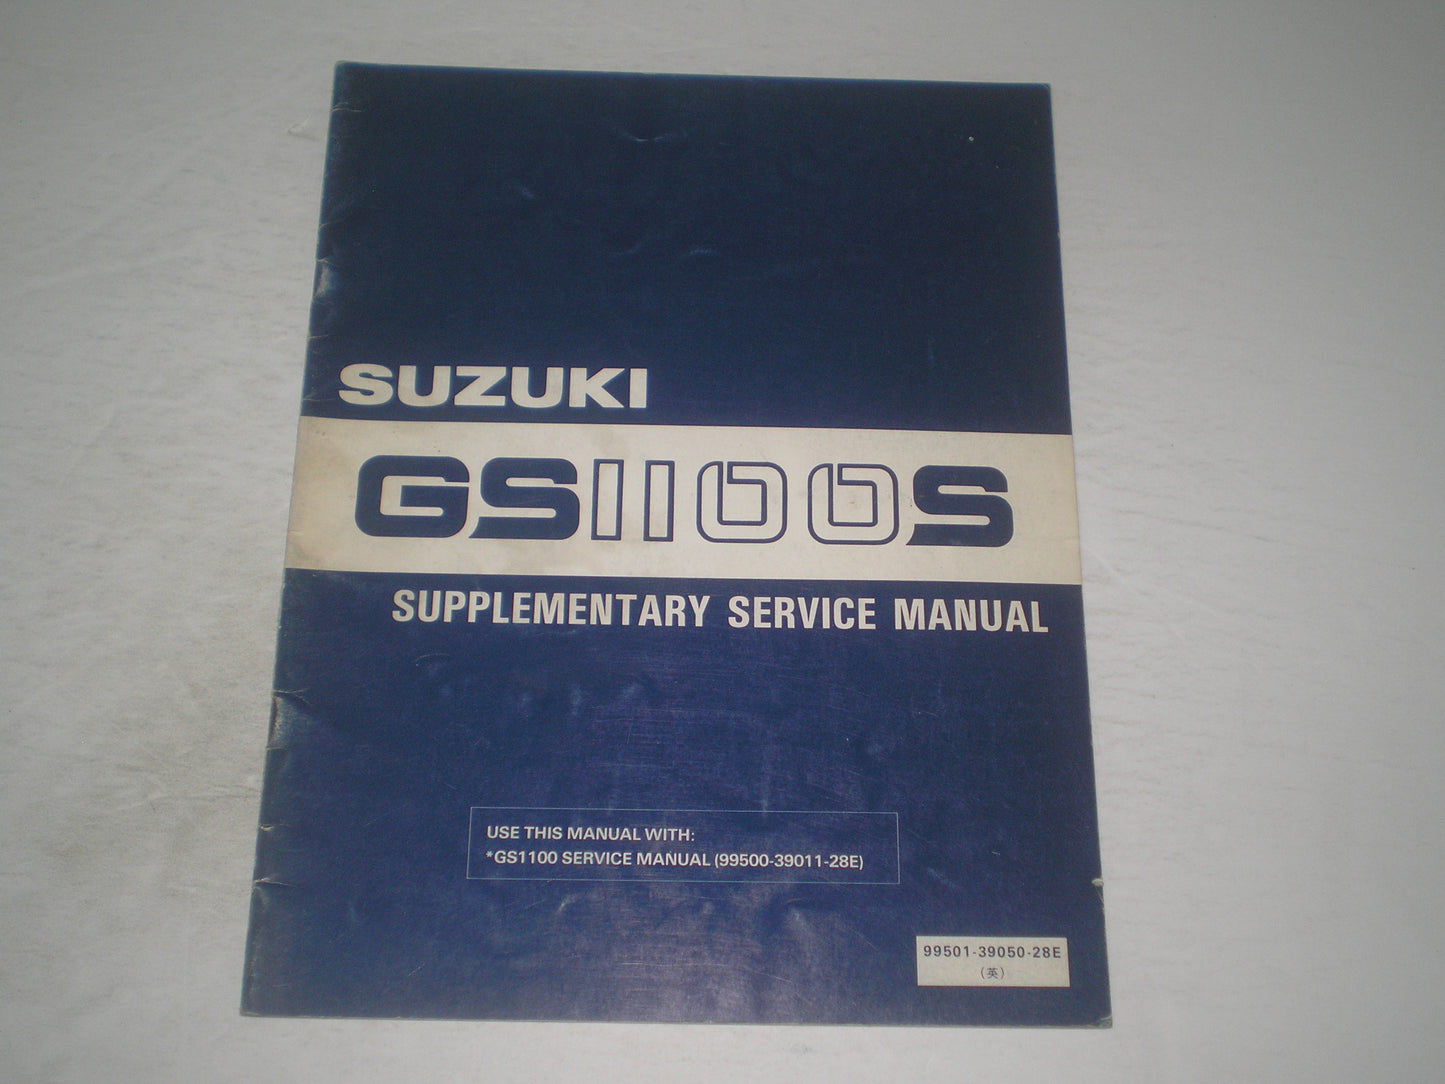 SUZUKI
GS1100S
SUPPLEMENTARY SERVICE MANUAL
USE THIS MANUAL WITH:
*GS1100 SERVICE MANUAL (99500-39011-28E)
99501-39050-28E
(英)